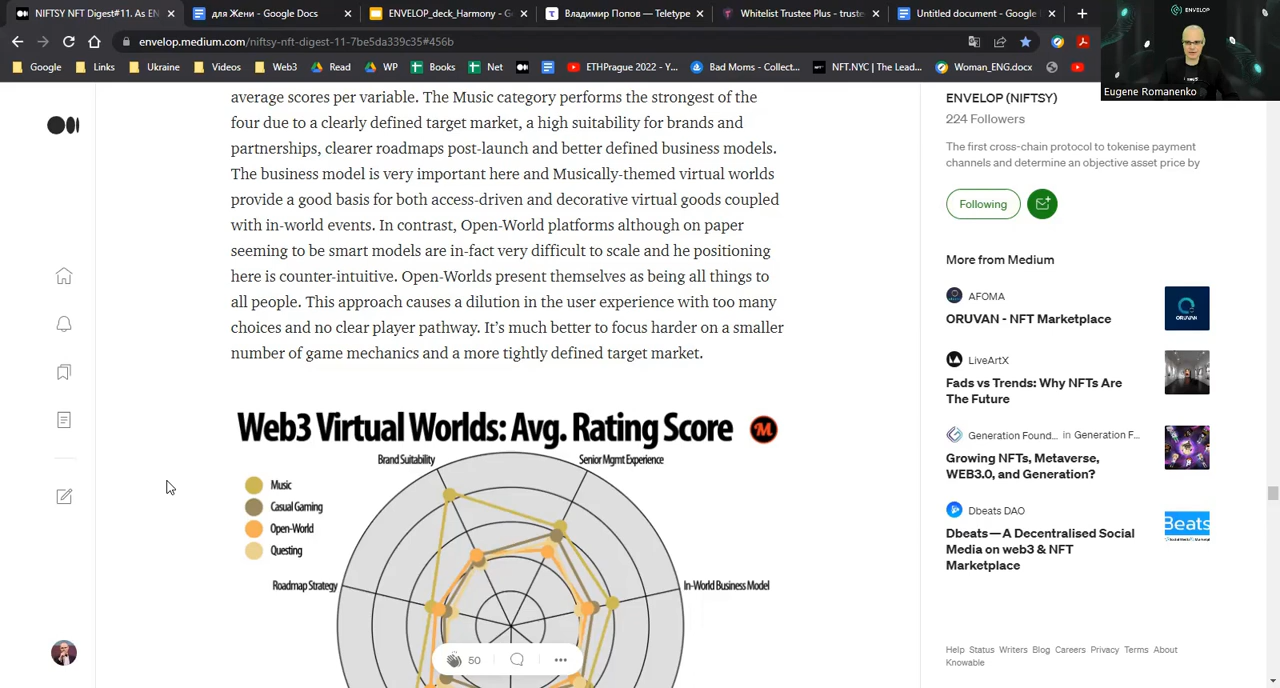 NIFTSY NFT Digest#11. As EN
для Жени - Google Docs
ENVELOP_deck_Harmony - G
Владимир Попов — Teletype
Whitelist Trustee Plus - truste
Untitled document - Google
envelop.medium.com/niftsy-nft-digest-11-7be5da339c35#456b
Google
Links
Ukraine
Videos
Web3
Read
WP
Books
Net
ETHPrague 2022 - Y...
Bad Moms - Collect...
NFT.NYC | The Lead...
Woman_ENG.docx
ENVELOP
Eugene Romanenko
average scores per variable. The Music category performs the strongest of the
four due to a clearly defined target market, a high suitability for brands and
partnerships, clearer roadmaps post-launch and better defined business models.
The business model is very important here and Musically-themed virtual worlds
provide a good basis for both access-driven and decorative virtual goods coupled
with in-world events. In contrast, Open-World platforms although on paper
seeming to be smart models are in-fact very difficult to scale and he positioning
here is counter-intuitive. Open-Worlds present themselves as being all things to
all people. This approach causes a dilution in the user experience with too many
choices and no clear player pathway. It's much better to focus harder on a smaller
number of game mechanics and a more tightly defined target market.
Web3 Virtual Worlds: Avg. Rating Score
M
Brand Suitability
Senior Mgmt Experience
Music
Casual Gaming
Open-World
Questing
Roadmap Strategy
In-World Business Model
50
ENVELOP (NIFTSY)
224 Followers
The first cross-chain protocol to tokenise payment
channels and determine an objective asset price by
Following
More from Medium
AFOMA
ORUVAN - NFT Marketplace
ORUVAN
LiveArtX
Fads vs Trends: Why NFTs Are
The Future
Generation Found... in Generation F...
Growing NFTs, Metaverse,
WEB3.0, and Generation?
Dbeats DAO
Dbeats — A Decentralised Social
Media on web3 & NFT
Marketplace
Beats
Help Status Writers Blog Careers Privacy Terms About
Knowable